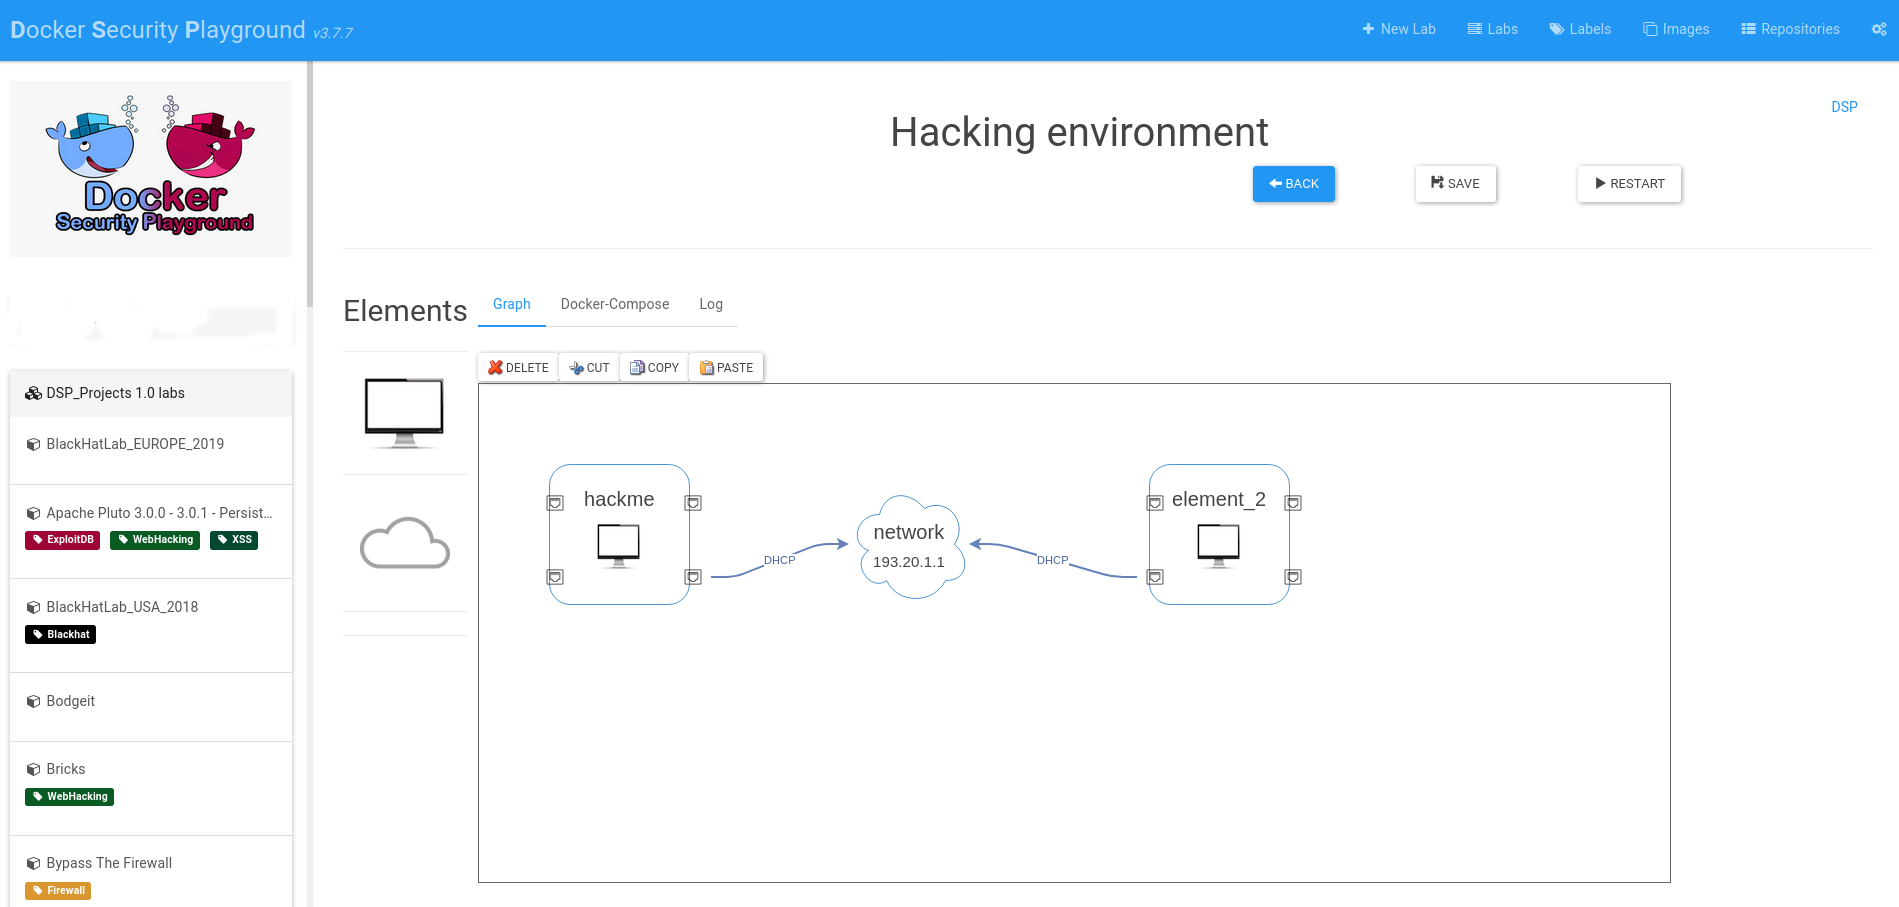 Docker Security Playground v3.7.7
New Lab
Labs
Labels
Images
Repositories
Docker
Security Playground
DSP_Projects 1.0 labs
BlackHatLab_EUROPE_2019
Apache Pluto 3.0.0 - 3.0.1 - Persist...
ExploitDB
WebHacking
XSS
BlackHatLab_USA_2018
Blackhat
Bodgeit
Bricks
WebHacking
Bypass The Firewall
Firewall
DSP
Hacking environment
BACK
SAVE
RESTART
Elements
Graph
Docker-Compose
Log
DELETE
CUT
COPY
PASTE
hackme
DHCP
network
193.20.1.1
DHCP
element_2